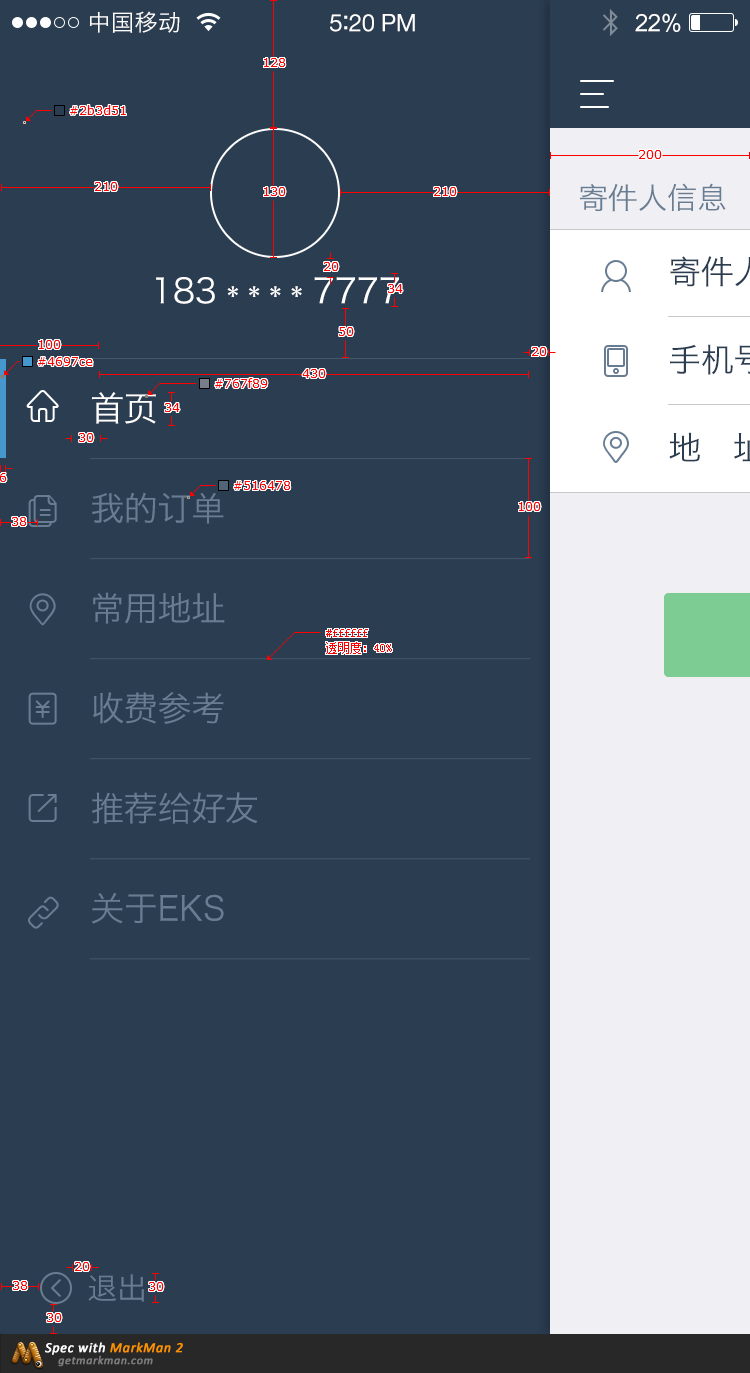 中国移动 5:20 PM 22%
128
#2b3d51
200
210 130 210
寄件人信息
20
183 **** 7777
34
寄件人
50
100
20
#4697ce
手机号
430
#767f89
首页
34
30
地 址
6
#516478
38
我的订单
100
常用地址
#ffffff
透明度: 40%
收费参考
推荐给好友
关于EKS
20
38
退出
30
30
Spec with MarkMan 2
getmarkman.com